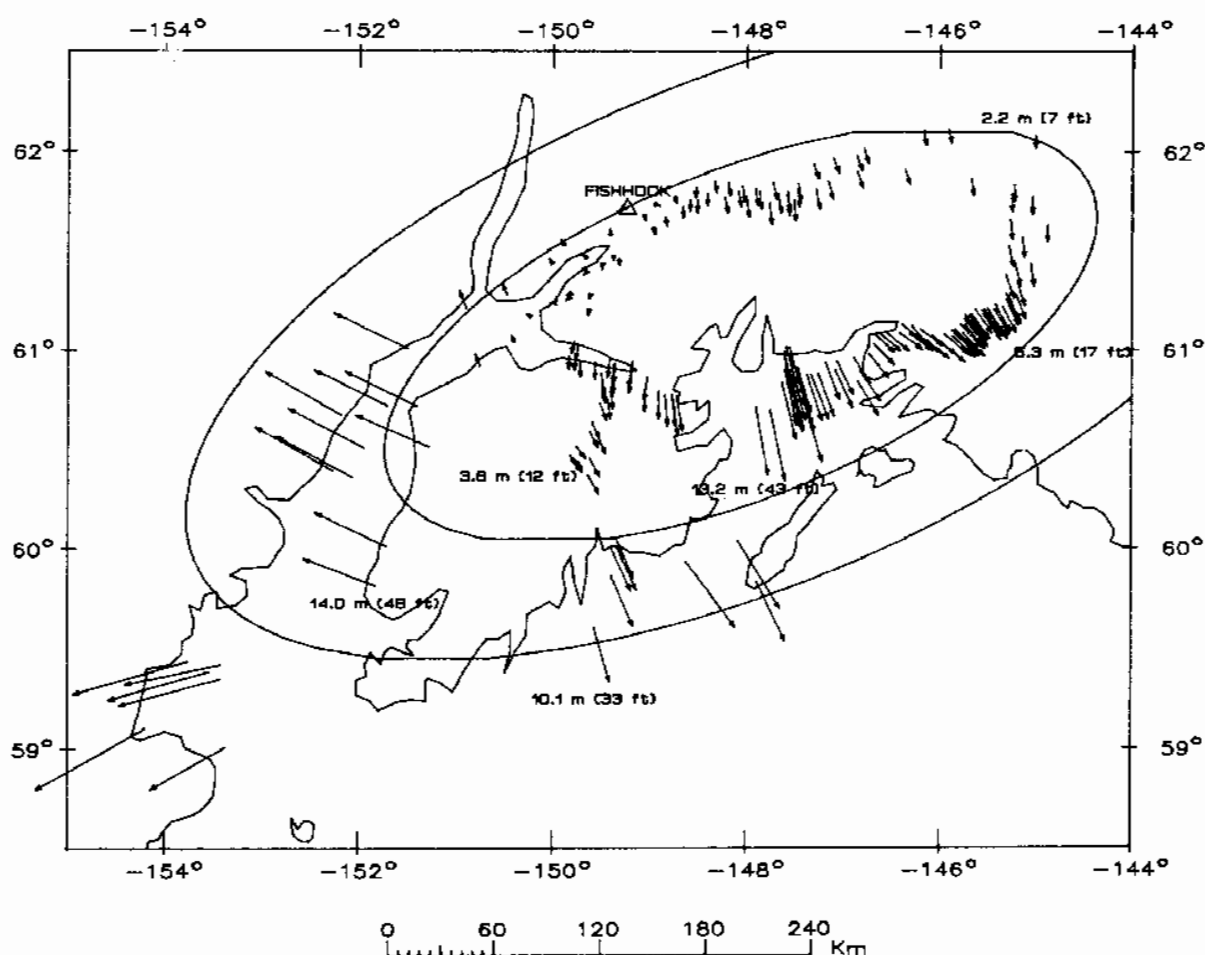 -154° -152° -150° -148° -146° -144°
2.2 m (7 ft)
62° 62°
FISHHOOK
61° 61°
5.3 m (17 ft)
3.8 m (12 ft) 13.2 m (43 ft)
60° 60°
14.0 m (46 ft)
10.1 m (33 ft)
59° 59°
-154° -152° -150° -148° -146° -144°
0 60 120 180 240
Km